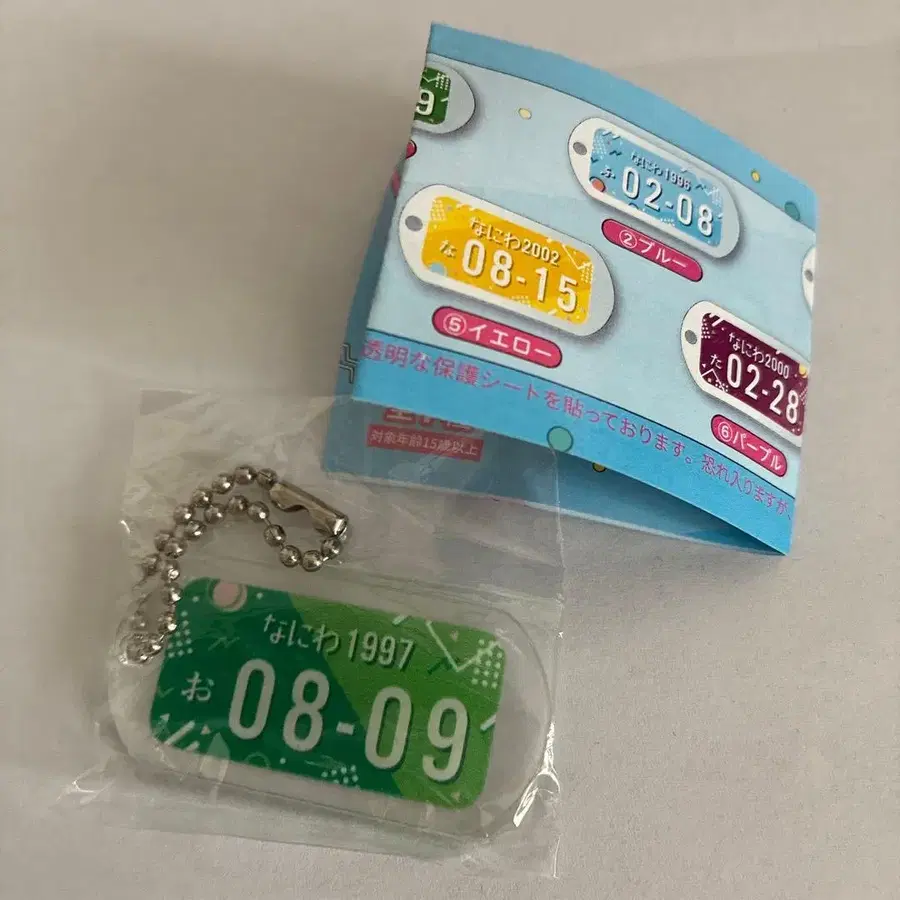 9
なにわ1996
ふ 02-08
②ブルー
なにわ2002
な 08-15
⑤イエロー
なにわ2000
た 02-28
⑥パープル
透明な保護シートを貼っております。恐れ入りますが、
対象年齢15歳以上
なにわ1997
お 08-09